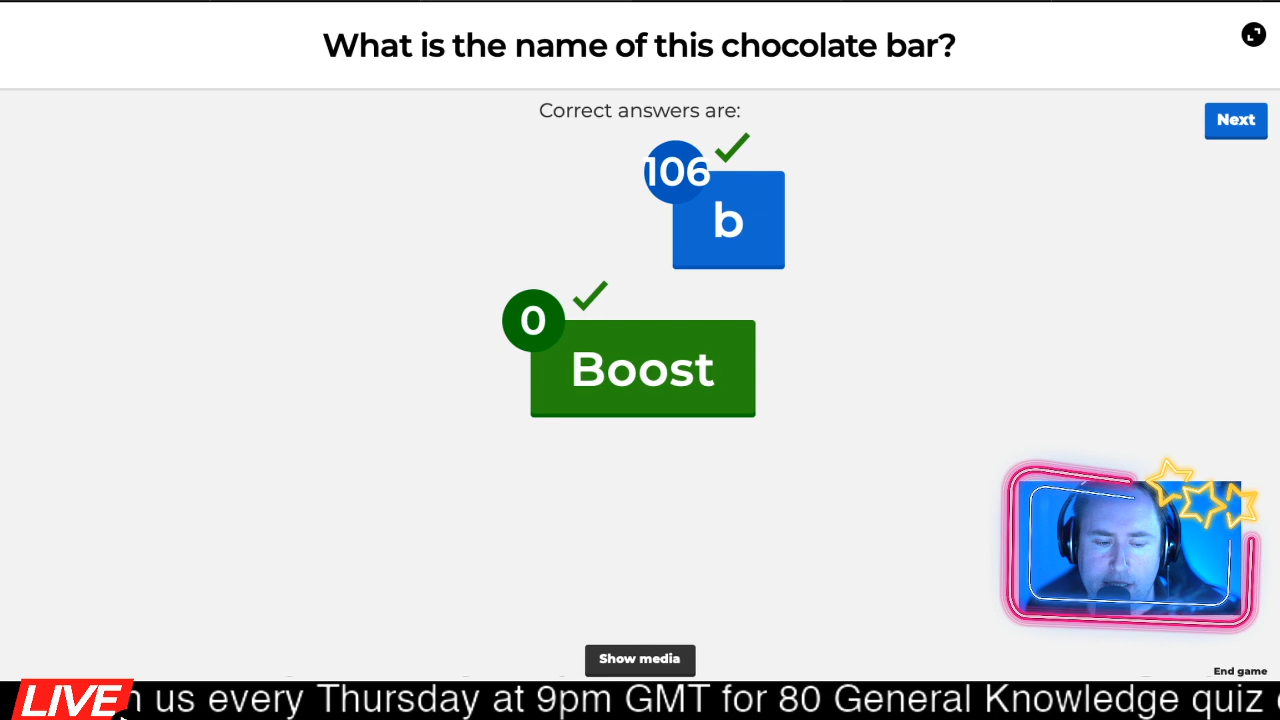 What is the name of this chocolate bar?
Correct answers are:
Next
106
b
0
Boost
Show media
End game
LIVE
n us every Thursday at 9pm GMT for 80 General Knowledge quiz